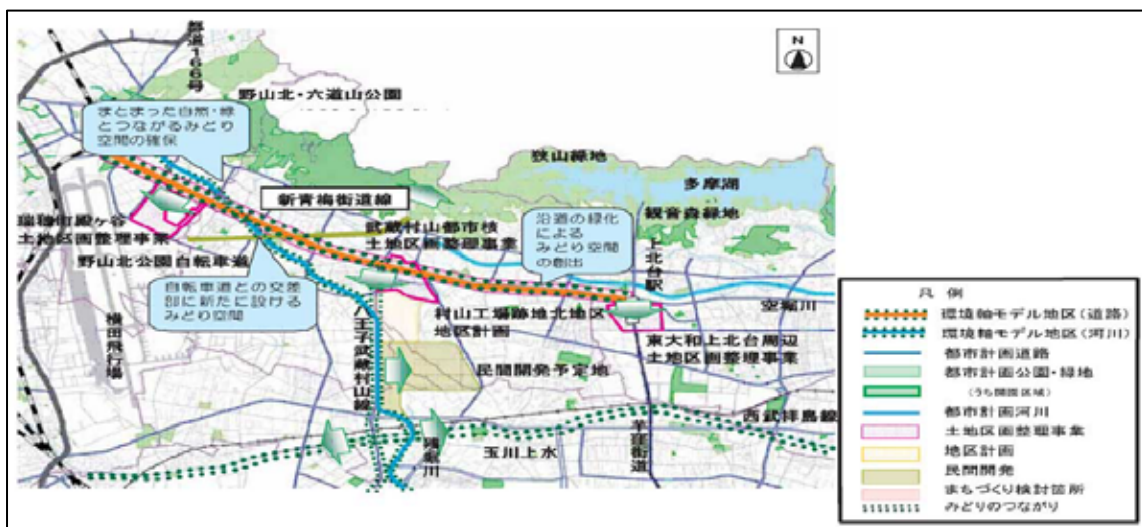 N
都道166号
野山北・六道山公園
まとまった自然・緑
とつながるみどり
空間の確保
狭山緑地
多摩湖
新青梅街道線
観音森緑地
沿道の緑化に
よる
みどり空間
の創出
上北台駅
瑞穂町殿ヶ谷
土地区画整理事業
武蔵村山都市核
土地区画整理事業
野山北公園自転車道
自転車道との交差
部に新たに設ける
みどり空間
空堀川
横田飛行場
八王子武蔵村山線
村山工場跡地北地区
地区計画
東大和上北台周辺
土地区画整理事業
民間開発予定地
西武拝島線
玉川上水
残堀川
芋窪街道
凡例
環境軸モデル地区(道路)
環境軸モデル地区(河川)
都市計画道路
都市計画公園・緑地
(うち開園区域)
都市計画河川
土地区画整理事業
地区計画
民間開発
まちづくり検討箇所
みどりのつながり